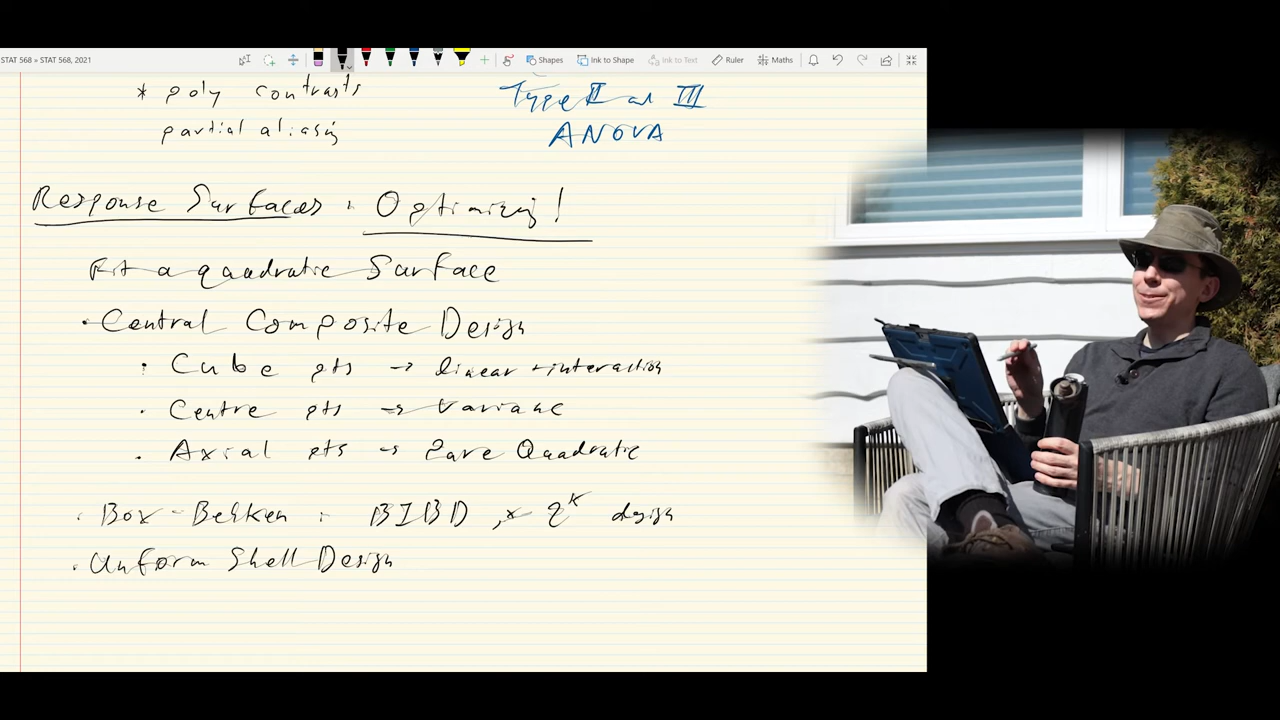 STAT 568 » STAT 568, 2021
Shapes
Ink to Shape
Ink to Text
Ruler
Maths
* poly contrasts
partial aliasing
Type II or III
ANOVA
Response Surfaces : Optimizing!
Fit a quadratic Surface
· Central Composite Design
· Cube pts → linear + interaction
· Centre pts → Variance
· Axial pts → Pure Quadratic
· Box-Behken : BIBD × 2^k design
· Uniform Shell Design